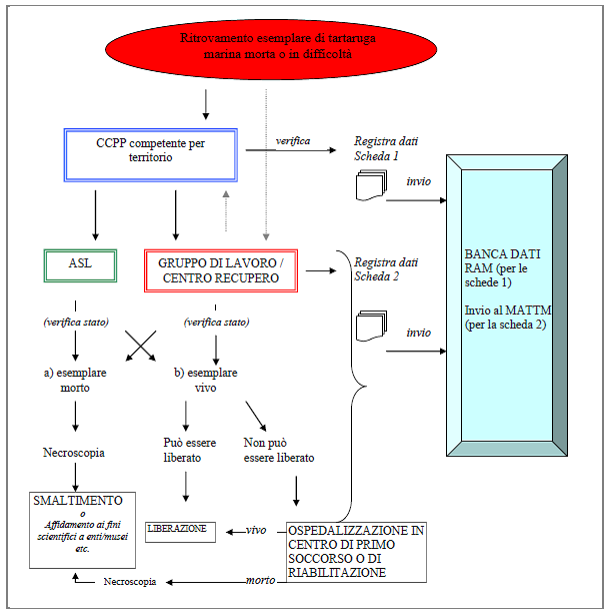 Ritrovamento esemplare di tartaruga
marina morta o in difficoltà
CCPP competente per
territorio
verifica
Registra dati
Scheda 1
invio
ASL
GRUPPO DI LAVORO /
CENTRO RECUPERO
Registra dati
Scheda 2
invio
BANCA DATI
RAM (per le
schede 1)
Invio al MATTM
(per la scheda 2)
(verifica stato)
(verifica stato)
a) esemplare
morto
b) esemplare
vivo
Necroscopia
Può essere
liberato
Non può
essere liberato
SMALTIMENTO
o
Affidamento ai fini
scientifici a enti/musei
etc.
LIBERAZIONE
vivo
OSPEDALIZZAZIONE IN
CENTRO DI PRIMO
SOCCORSO O DI
RIABILITAZIONE
Necroscopia
morto